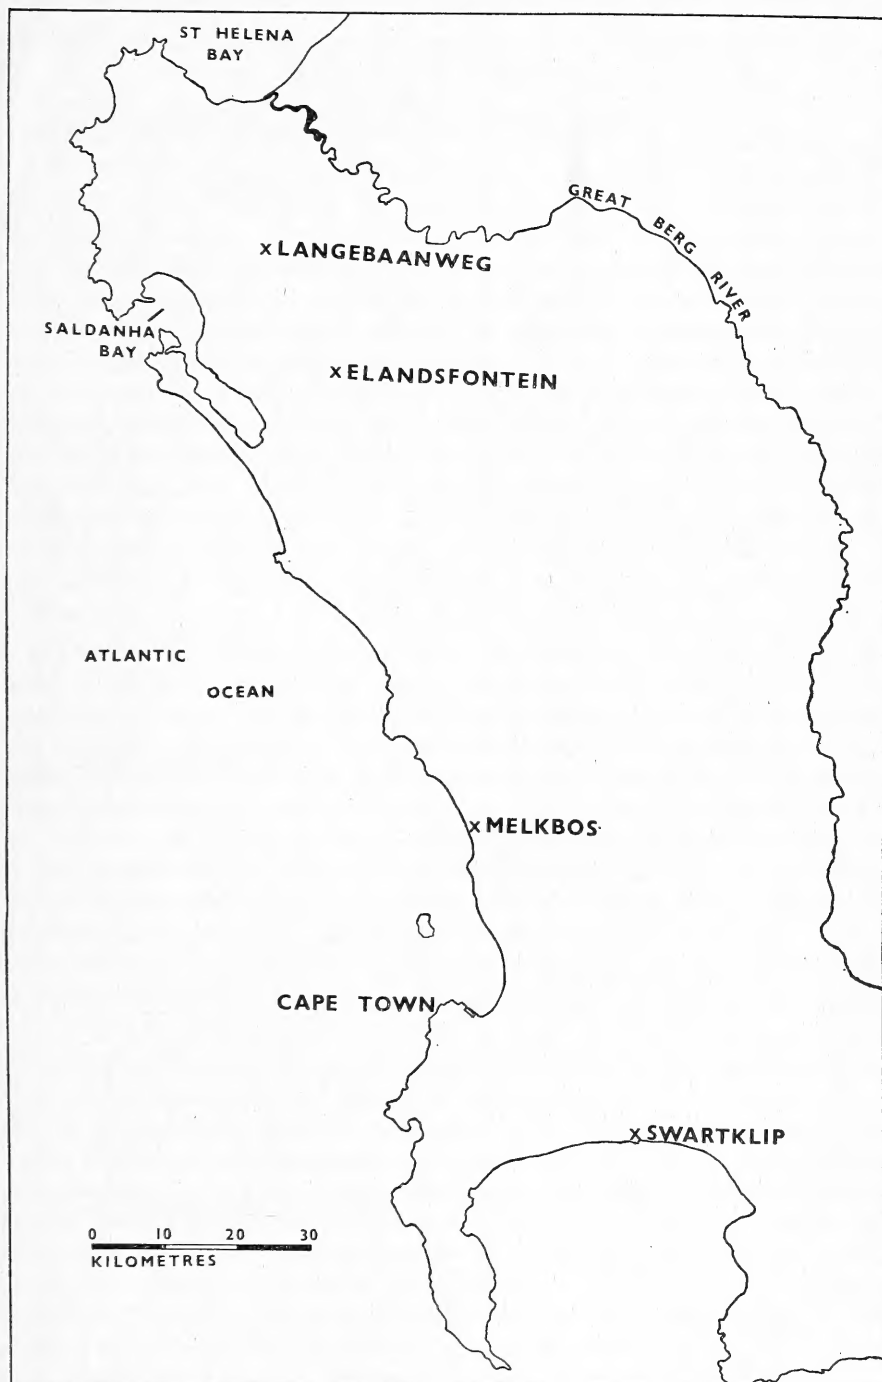 ST HELENA
BAY
GREAT BERG RIVER
xLANGEBAANWEG
SALDANHA
BAY
xELANDSFONTEIN
ATLANTIC
OCEAN
xMELKBOS
CAPE TOWN
xSWARTKLIP
0 10 20 30
KILOMETRES